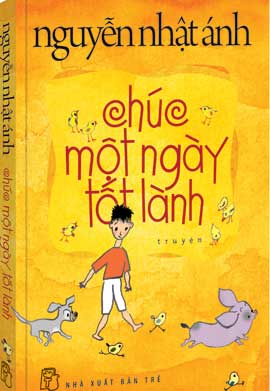 nguyễn nhật ánh
chúc
một ngày
tốt lành
truyện
NHÀ XUẤT BẢN TRẺ
nguyễn nhật ánh
chúc một ngày tốt lành